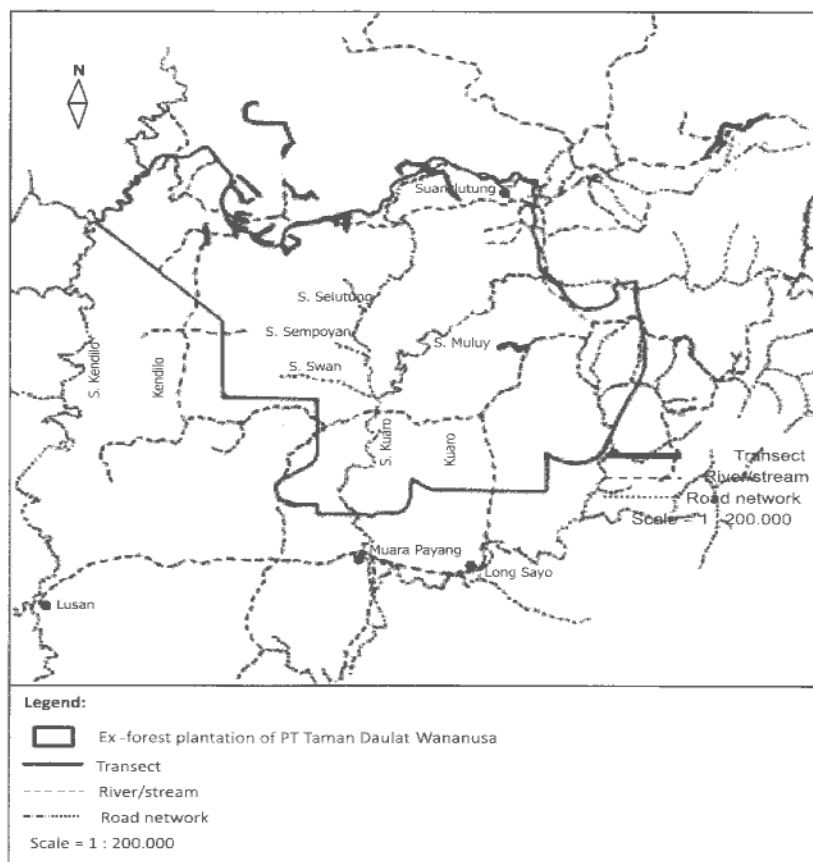 N
Suanlutung
S. Selutung
S. Sempoyan
S. Muluy
S. Swan
S. Kendilo
Kendilo
S. Kuaro
Kuaro
Transect
River/stream
Road network
Scale = 1 : 200.000
Muara Payang
Long Sayo
Lusan
Legend:
Ex -forest plantation of PT Taman Daulat Wananusa
Transect
River/stream
Road network
Scale = 1 : 200.000